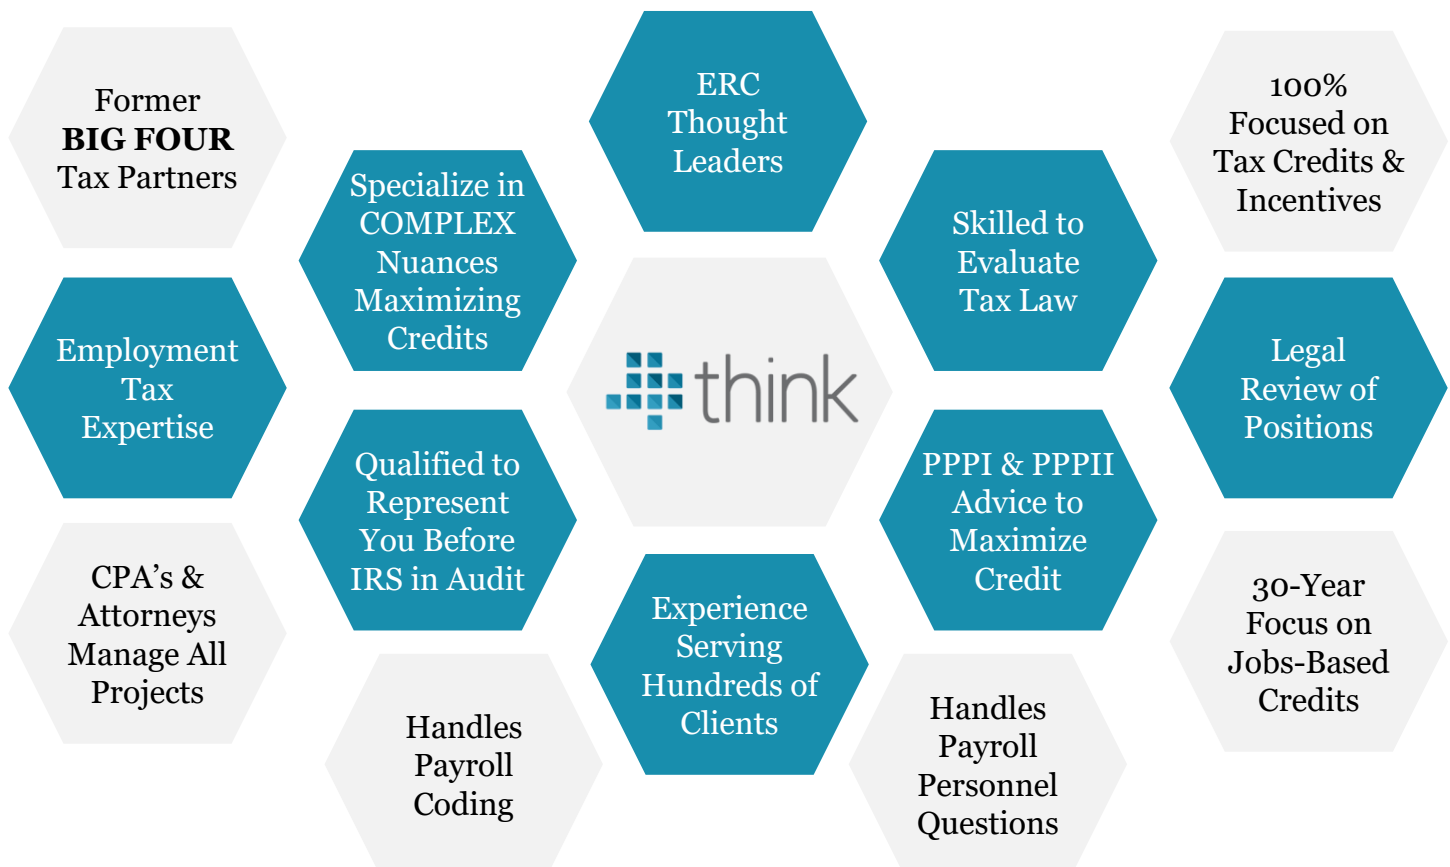 Former
BIG FOUR
Tax Partners
Employment
Tax
Expertise
CPA’s &
Attorneys
Manage All
Projects
Specialize in
COMPLEX
Nuances
Maximizing
Credits
Qualified to
Represent
You Before
IRS in Audit
Handles
Payroll
Coding
ERC
Thought
Leaders
think
Experience
Serving
Hundreds of
Clients
Skilled to
Evaluate
Tax Law
PPPI & PPPII
Advice to
Maximize
Credit
Handles
Payroll
Personnel
Questions
100%
Focused on
Tax Credits &
Incentives
Legal
Review of
Positions
30-Year
Focus on
Jobs-Based
Credits